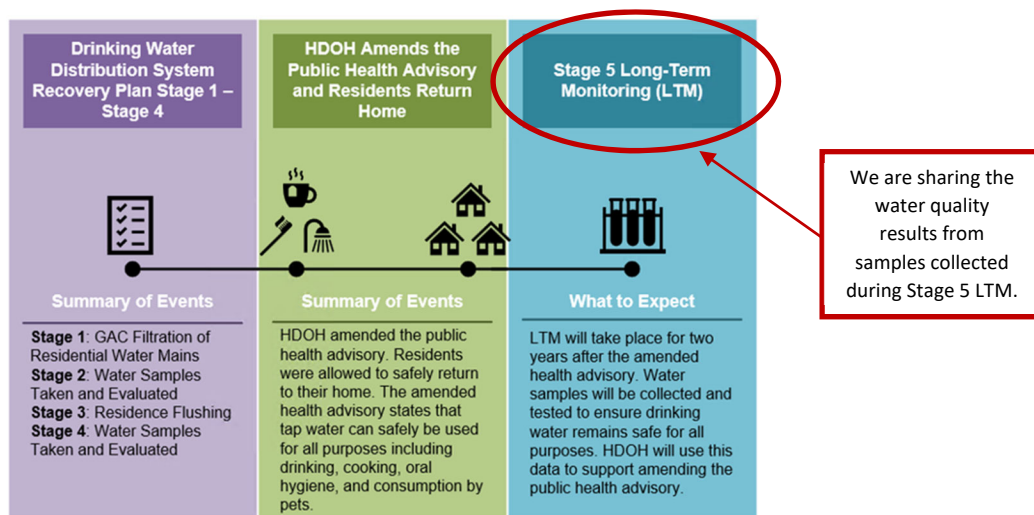 Drinking Water
Distribution System
Recovery Plan Stage 1 –
Stage 4
HDOH Amends the
Public Health Advisory
and Residents Return
Home
Stage 5 Long-Term
Monitoring (LTM)
We are sharing the
water quality
results from
samples collected
during Stage 5 LTM.
Summary of Events
Stage 1: GAC Filtration of
Residential Water Mains
Stage 2: Water Samples
Taken and Evaluated
Stage 3: Residence Flushing
Stage 4: Water Samples
Taken and Evaluated
Summary of Events
HDOH amended the public
health advisory. Residents
were allowed to safely return
to their home. The amended
health advisory states that
tap water can safely be used
for all purposes including
drinking, cooking, oral
hygiene, and consumption by
pets.
What to Expect
LTM will take place for two
years after the amended
health advisory. Water
samples will be collected and
tested to ensure drinking
water remains safe for all
purposes. HDOH will use this
data to support amending the
public health advisory.